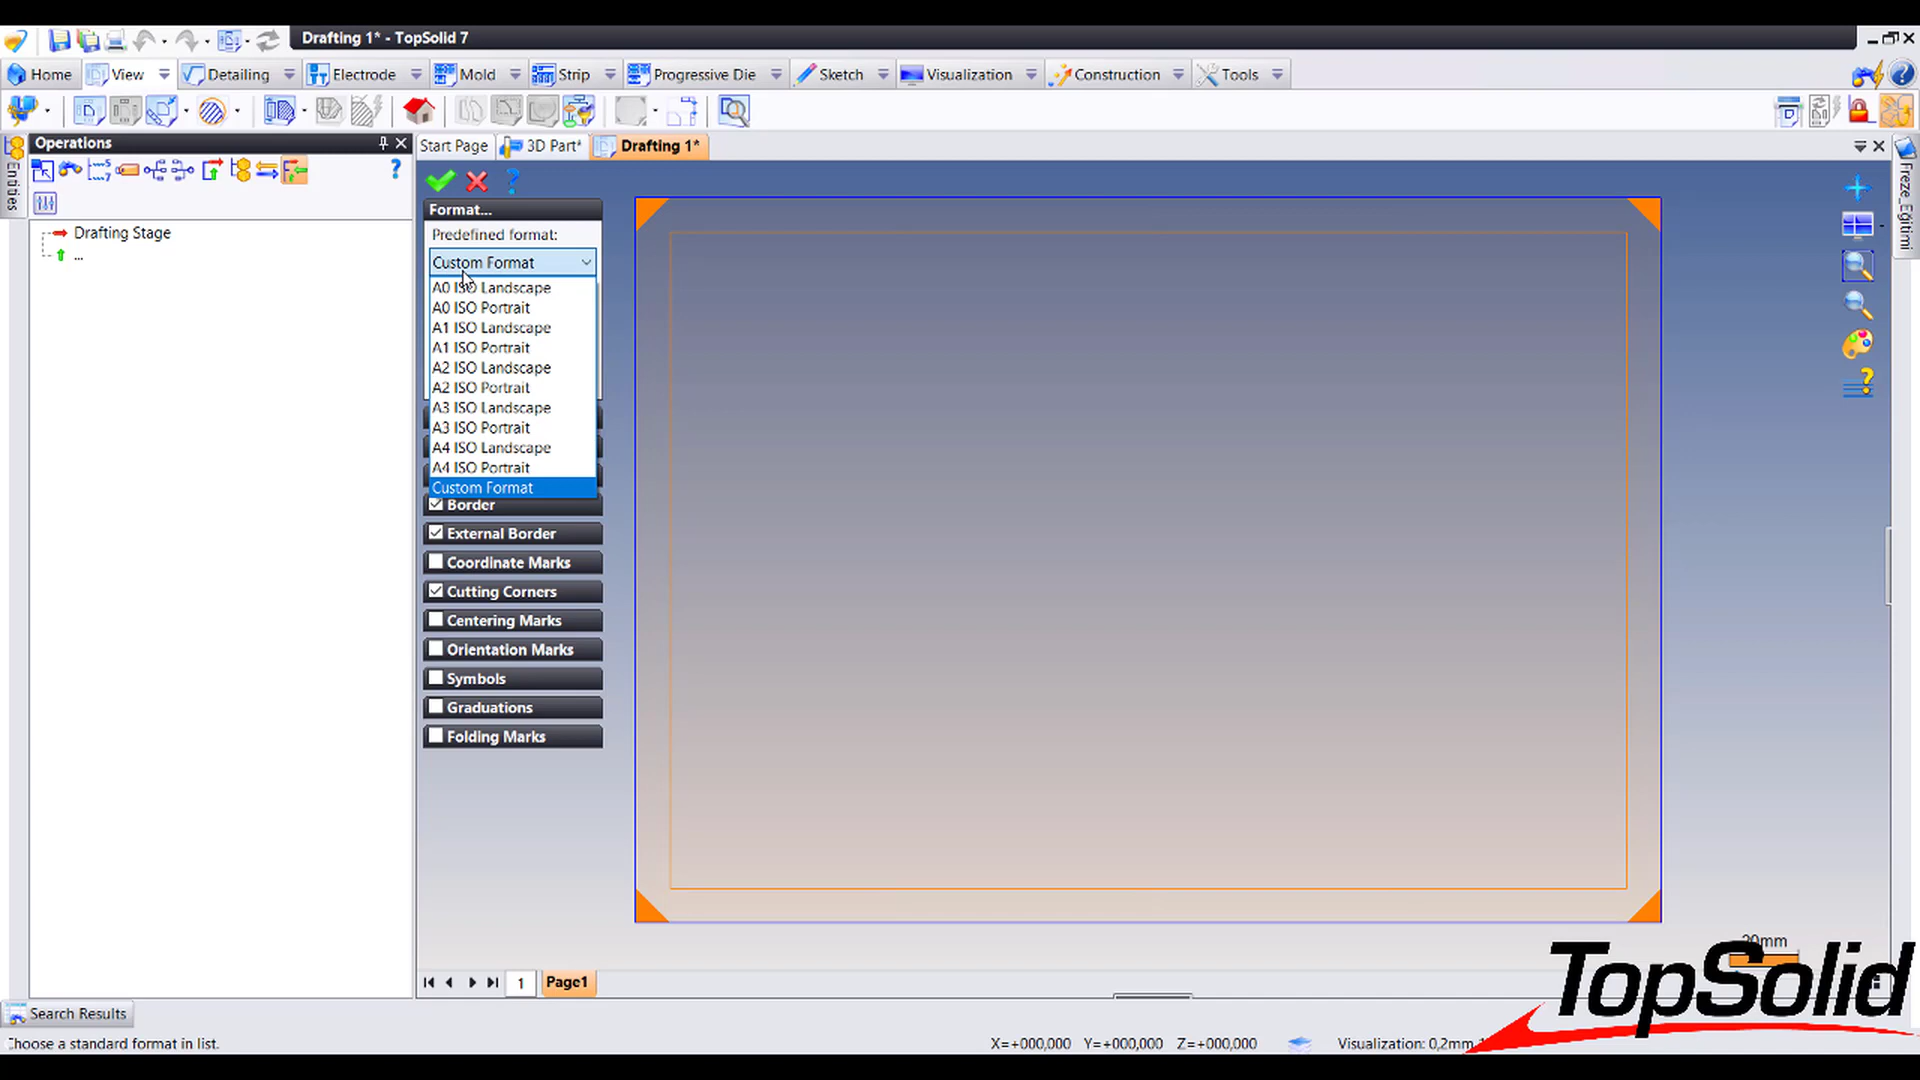 Drafting 1* - TopSolid 7
Home View Detailing Electrode Mold Strip Progressive Die Sketch Visualization Construction Tools
Operations
Start Page 3D Part* Drafting 1*
Entities
Freze_Eğitimi
Drafting Stage
...
Format...
Predefined format:
Custom Format
A0 ISO Landscape
A0 ISO Portrait
A1 ISO Landscape
A1 ISO Portrait
A2 ISO Landscape
A2 ISO Portrait
A3 ISO Landscape
A3 ISO Portrait
A4 ISO Landscape
A4 ISO Portrait
Custom Format
Border
External Border
Coordinate Marks
Cutting Corners
Centering Marks
Orientation Marks
Symbols
Graduations
Folding Marks
20mm
TopSolid
1 Page1
Search Results
Choose a standard format in list.
X=+000,000 Y=+000,000 Z=+000,000 Visualization: 0,2mm